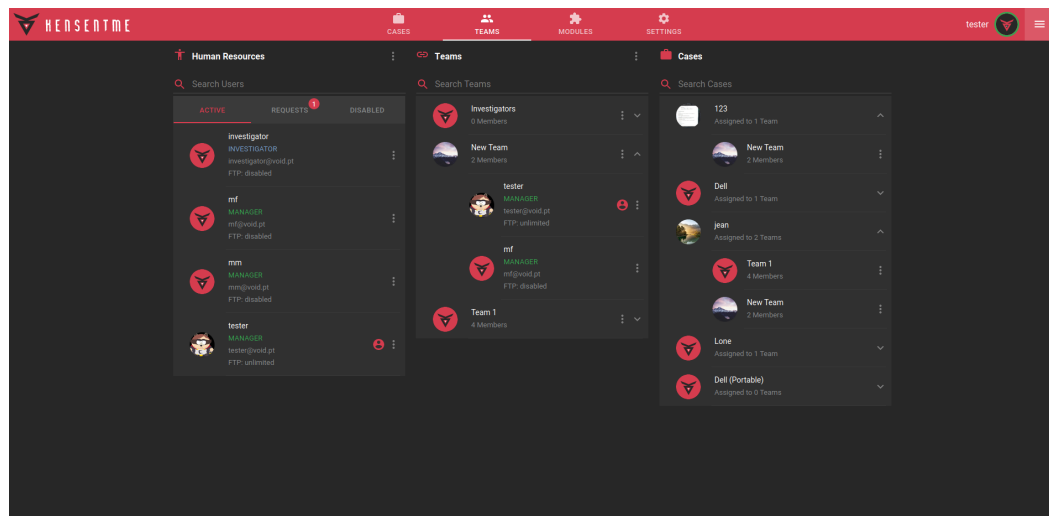 HENSENTME
CASES
TEAMS
MODULES
SETTINGS
tester
Human Resources
Search Users
ACTIVE
REQUESTS 1
DISABLED
investigator
INVESTIGATOR
investigator@void.pt
FTP: disabled
mf
MANAGER
mf@void.pt
FTP: disabled
mm
MANAGER
mm@void.pt
FTP: disabled
tester
MANAGER
tester@void.pt
FTP: unlimited
Teams
Search Teams
Investigators
0 Members
New Team
2 Members
tester
MANAGER
tester@void.pt
FTP: unlimited
mf
MANAGER
mf@void.pt
FTP: disabled
Team 1
4 Members
Cases
Search Cases
123
Assigned to 1 Team
New Team
2 Members
Dell
Assigned to 1 Team
jean
Assigned to 2 Teams
Team 1
4 Members
New Team
2 Members
Lone
Assigned to 1 Team
Dell (Portable)
Assigned to 0 Teams